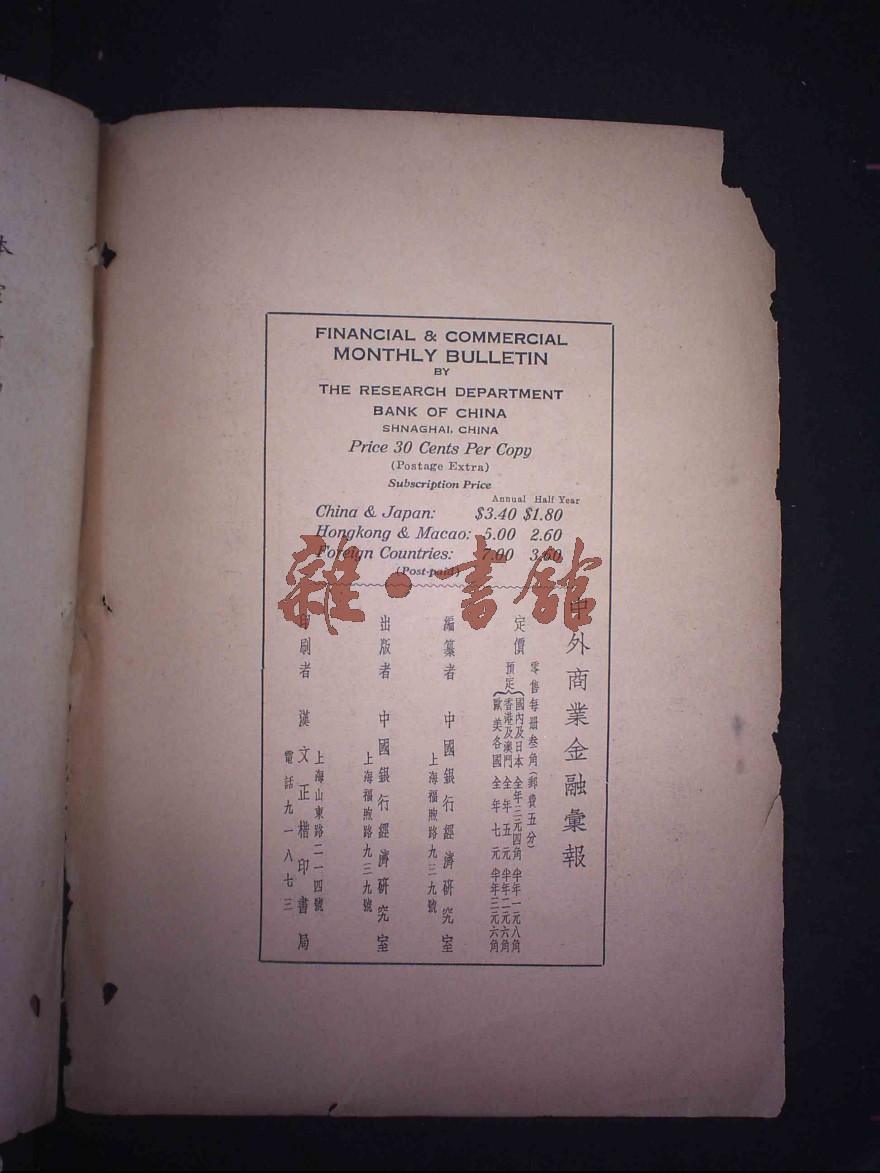 FINANCIAL & COMMERCIAL
MONTHLY BULLETIN
BY
THE RESEARCH DEPARTMENT
BANK OF CHINA
SHNAGHAI, CHINA
Price 30 Cents Per Copy
(Postage Extra)
Subscription Price
Annual Half Year
China & Japan: $3.40 $1.80
Hongkong & Macao: 5.00 2.60
Foreign Countries: 7.00 3.60
(Post-paid)
雜·書館
中外商業金融彙報
零售每册叁角(郵費五分)
定價
預定
國內及日本 全年三元四角 半年一元八角
香港及澳門 全年五元 半年二元六角
歐美各國 全年七元 半年三元六角
編纂者 中國銀行經濟研究室
上海福煦路九三九號
出版者 中國銀行經濟研究室
上海福煦路九三九號
上海山東路二一四號
印刷者 漢文正楷印書局
電話九一八七三
本